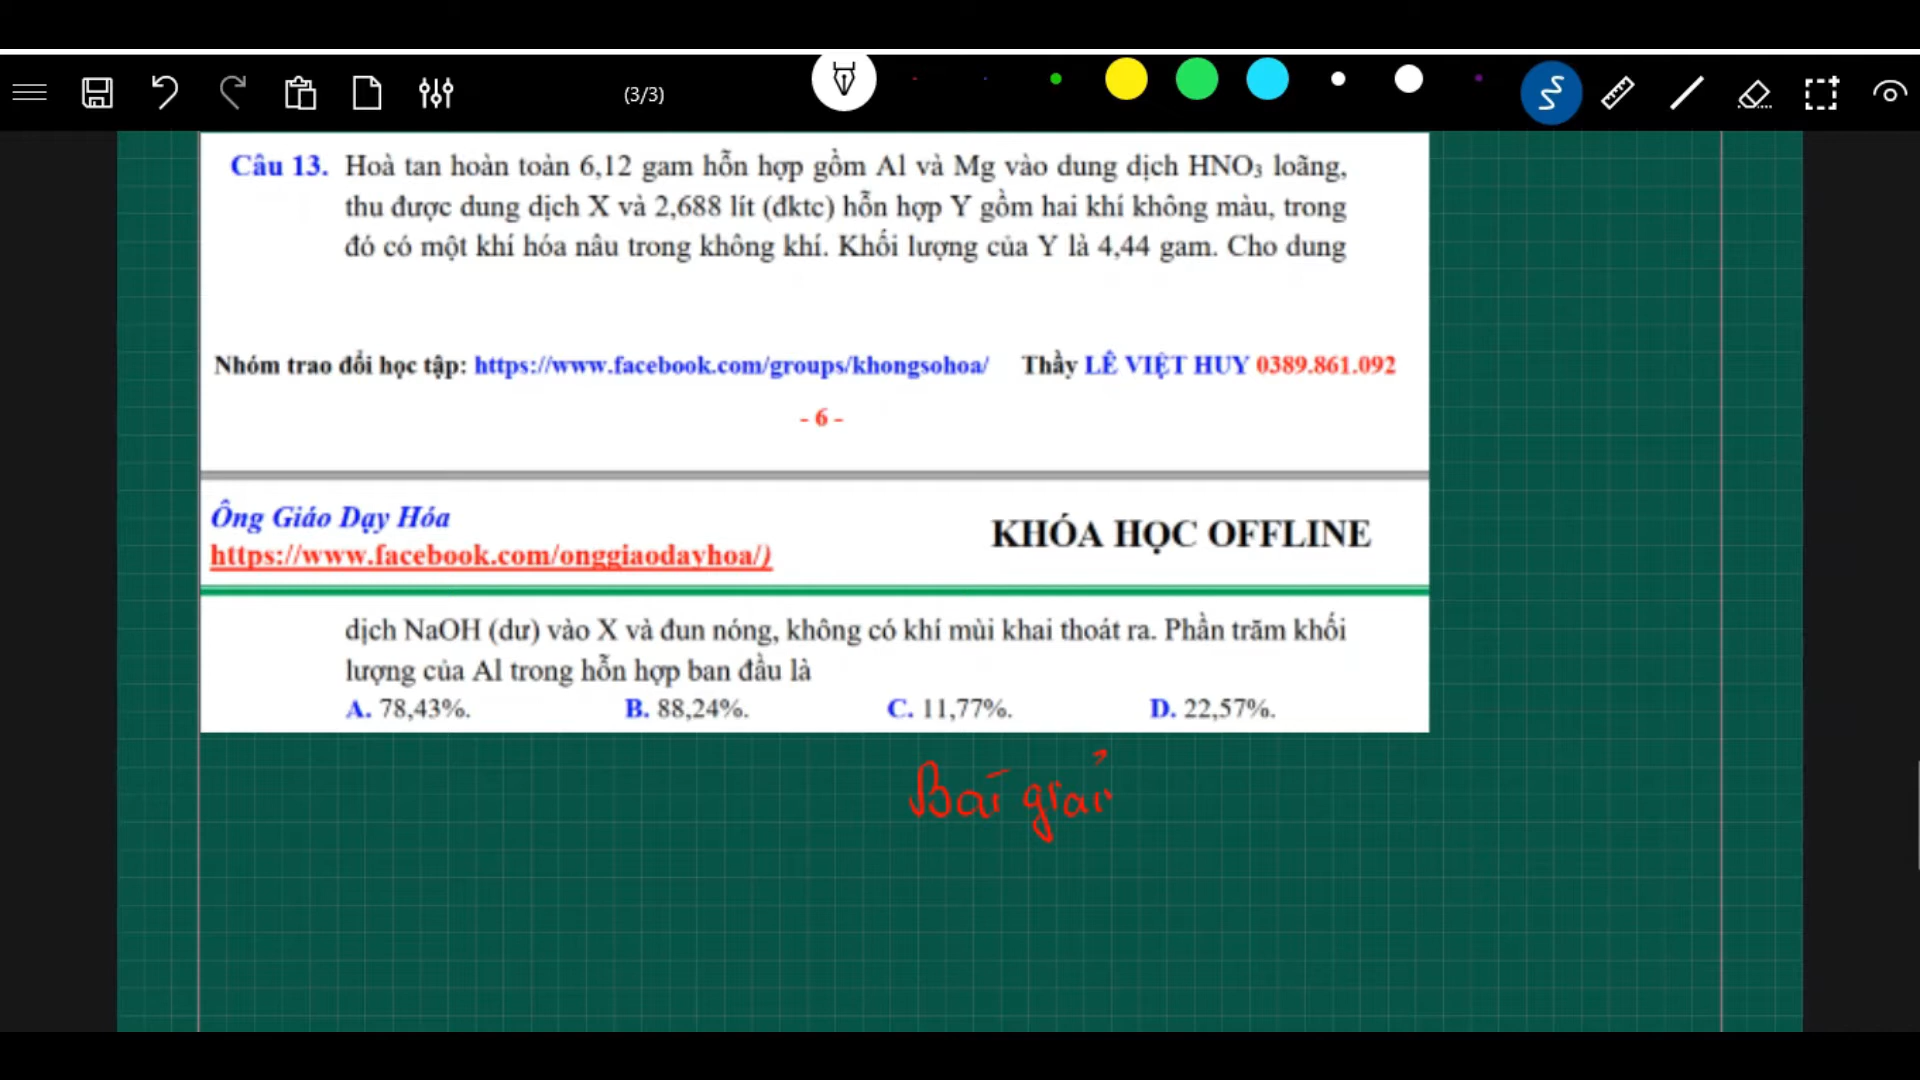 (3/3)
Câu 13. Hoà tan hoàn toàn 6,12 gam hỗn hợp gồm Al và Mg vào dung dịch HNO₃ loãng,
thu được dung dịch X và 2,688 lít (đktc) hỗn hợp Y gồm hai khí không màu, trong
đó có một khí hóa nâu trong không khí. Khối lượng của Y là 4,44 gam. Cho dung
Nhóm trao đổi học tập: https://www.facebook.com/groups/khongsohoa/ Thầy LÊ VIỆT HUY 0389.861.092
- 6 -
Ông Giáo Dạy Hóa
KHÓA HỌC OFFLINE
https://www.facebook.com/onggiaodayhoa/)
dịch NaOH (dư) vào X và đun nóng, không có khí mùi khai thoát ra. Phần trăm khối
lượng của Al trong hỗn hợp ban đầu là
A. 78,43%. B. 88,24%. C. 11,77%. D. 22,57%.
Bài giải